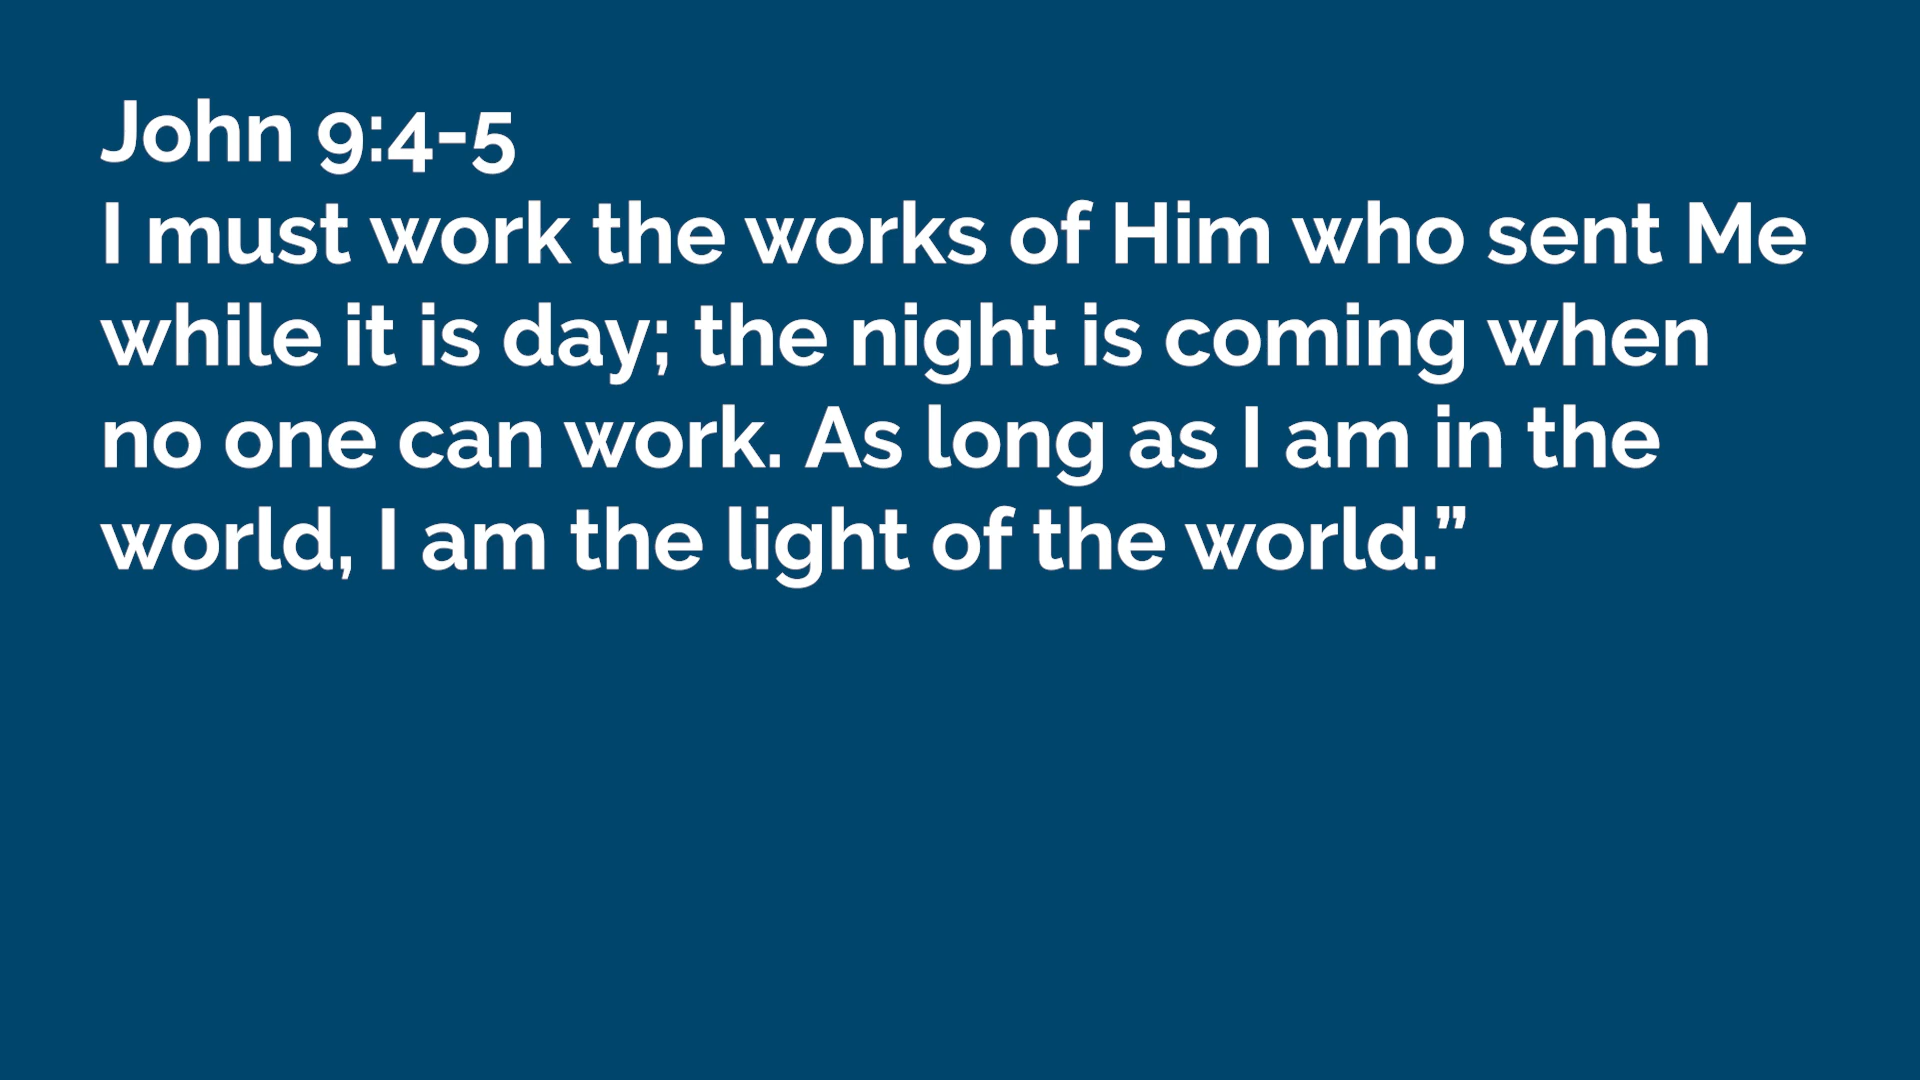 John 9:4-5
I must work the works of Him who sent Me
while it is day; the night is coming when
no one can work. As long as I am in the
world, I am the light of the world.”